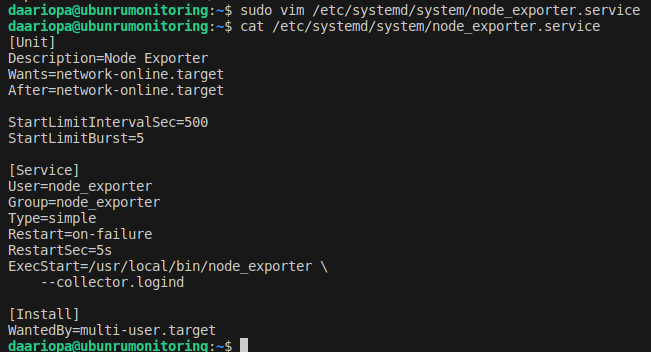 daariopa@ubunrumonitoring:~$ sudo vim /etc/systemd/system/node_exporter.service
daariopa@ubunrumonitoring:~$ cat /etc/systemd/system/node_exporter.service
[Unit]
Description=Node Exporter
Wants=network-online.target
After=network-online.target

StartLimitIntervalSec=500
StartLimitBurst=5

[Service]
User=node_exporter
Group=node_exporter
Type=simple
Restart=on-failure
RestartSec=5s
ExecStart=/usr/local/bin/node_exporter \
    --collector.logind

[Install]
WantedBy=multi-user.target
daariopa@ubunrumonitoring:~$